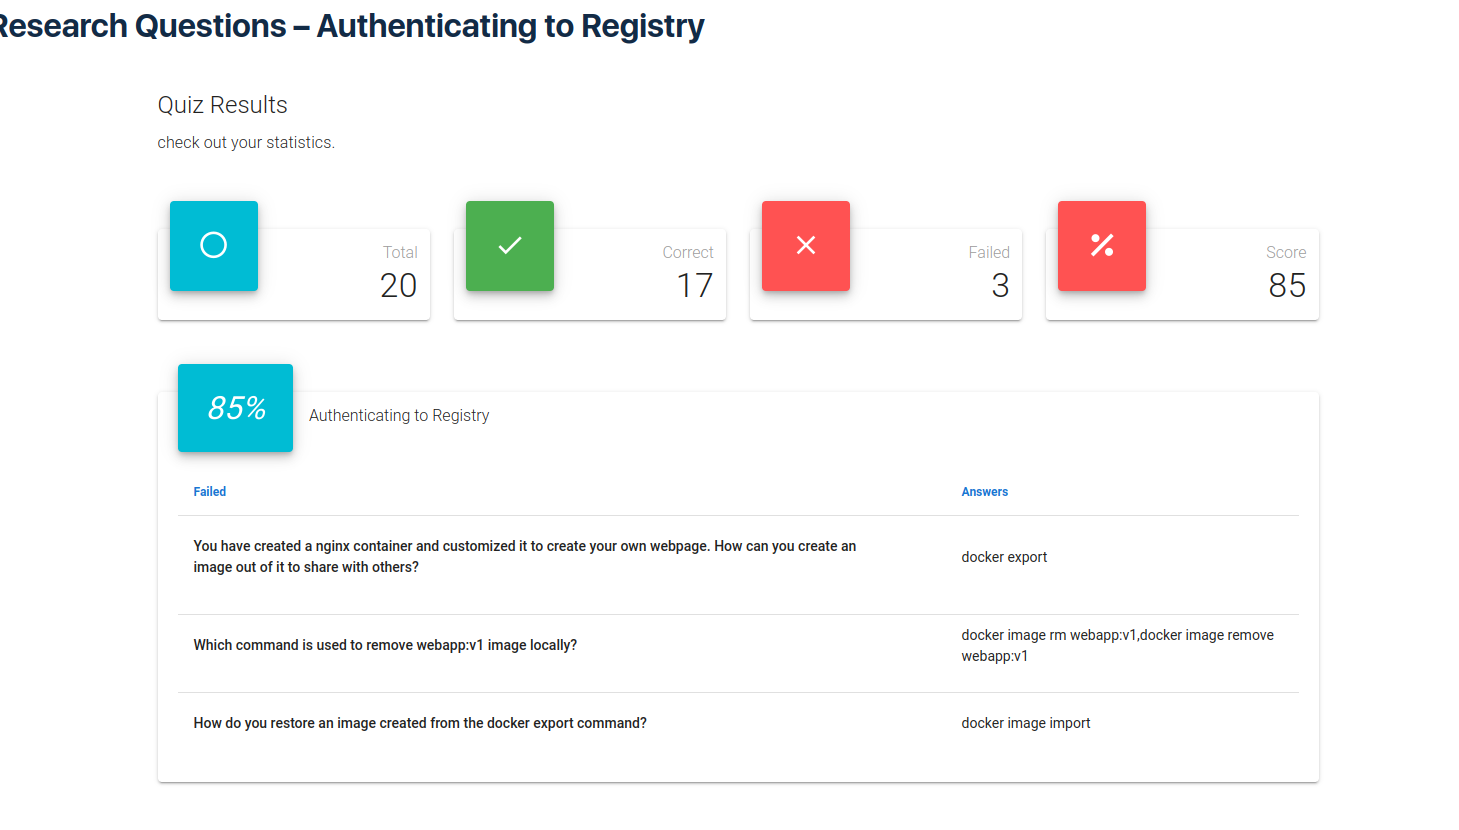 Research Questions – Authenticating to Registry
Quiz Results
check out your statistics.
Total
20
Correct
17
Failed
3
Score
85
85%
Authenticating to Registry
Failed
Answers
You have created a nginx container and customized it to create your own webpage. How can you create an
image out of it to share with others?
docker export
Which command is used to remove webapp:v1 image locally?
docker image rm webapp:v1,docker image remove
webapp:v1
How do you restore an image created from the docker export command?
docker image import